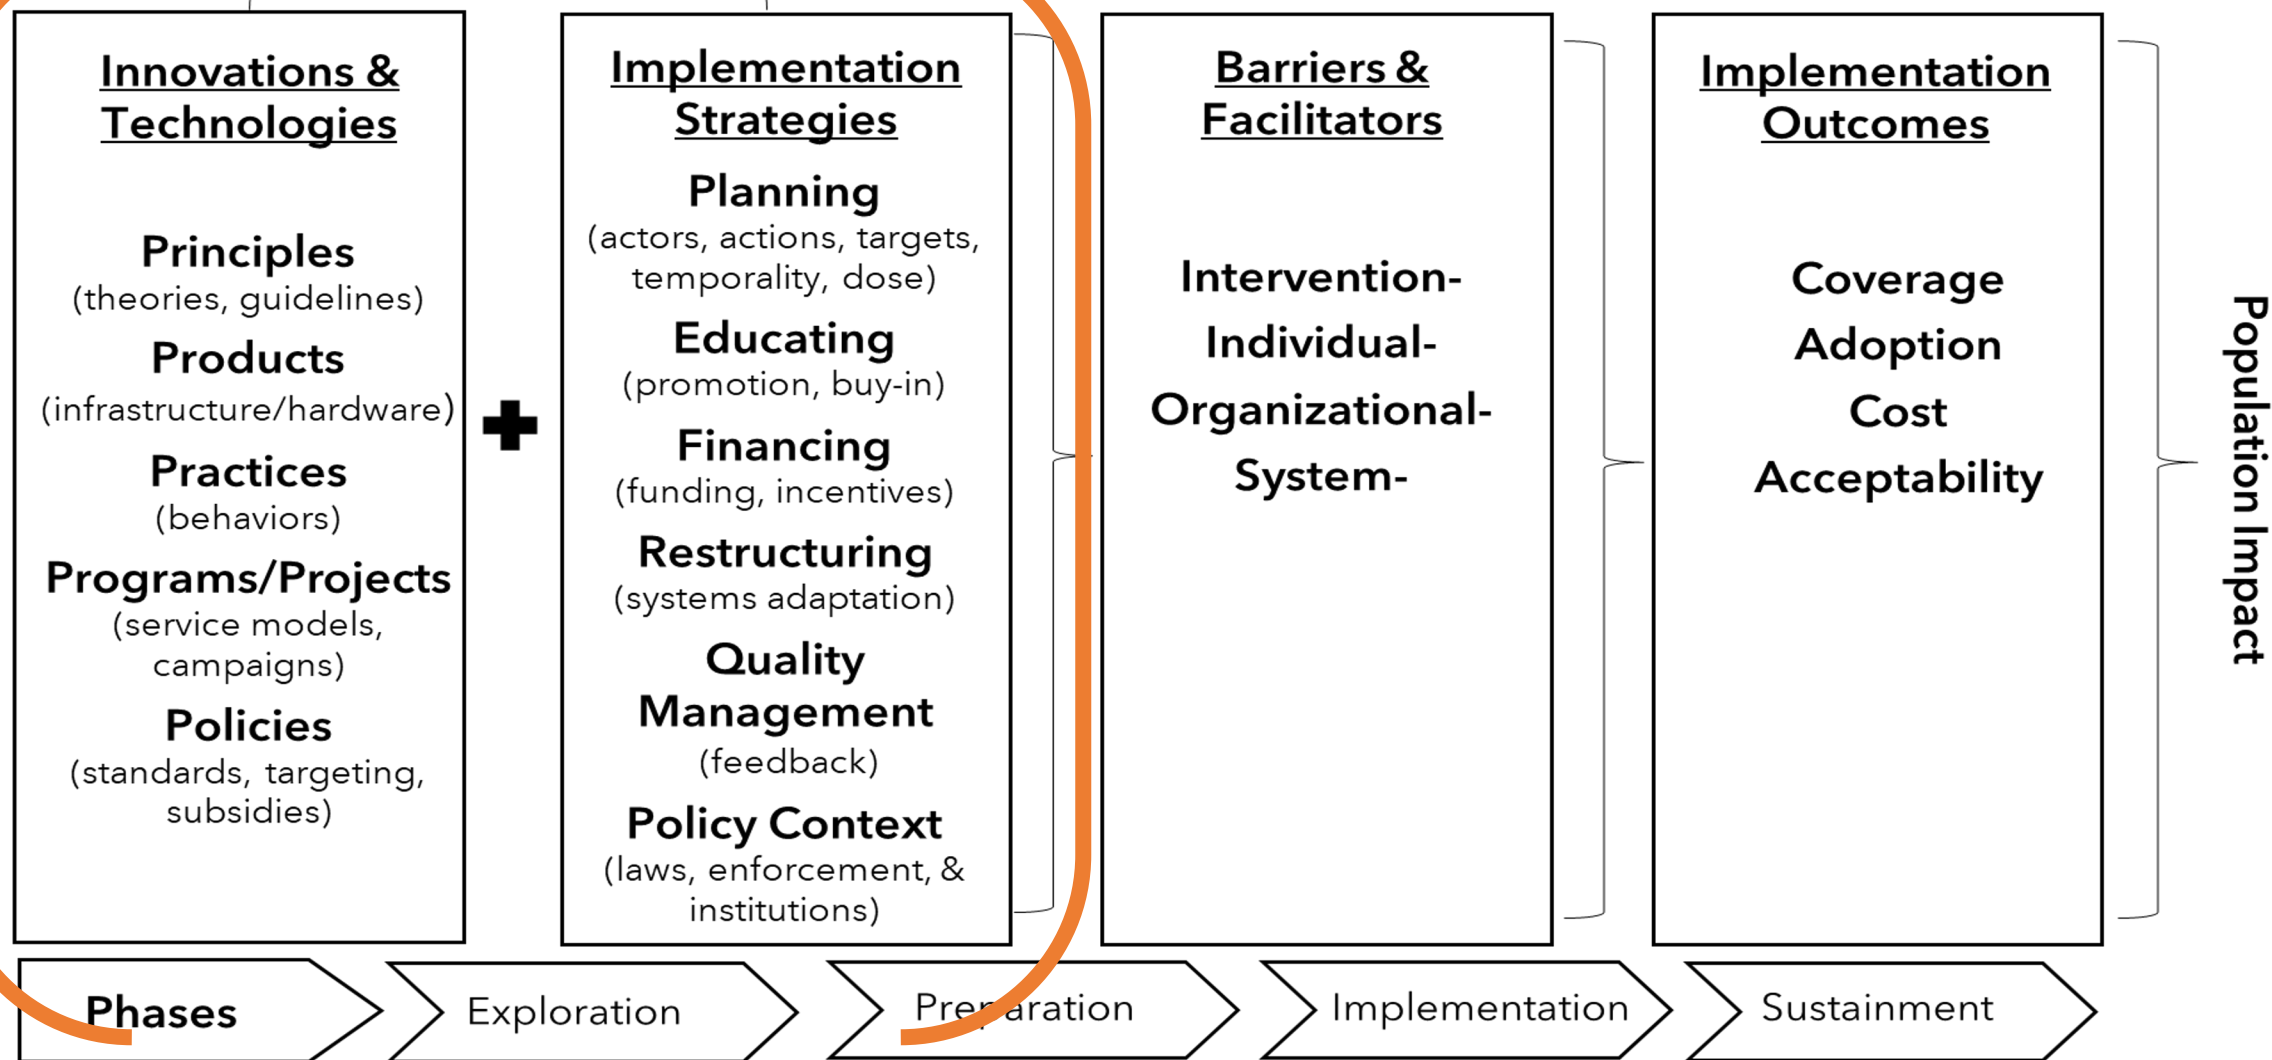 Innovations &
Technologies
Principles
(theories, guidelines)
Products
(infrastructure/hardware)
Practices
(behaviors)
Programs/Projects
(service models,
campaigns)
Policies
(standards, targeting,
subsidies)
Implementation
Strategies
Planning
(actors, actions, targets,
temporality, dose)
Educating
(promotion, buy-in)
Financing
(funding, incentives)
Restructuring
(systems adaptation)
Quality
Management
(feedback)
Policy Context
(laws, enforcement, &
institutions)
Barriers &
Facilitators
Intervention-
Individual-
Organizational-
System-
Implementation
Outcomes
Coverage
Adoption
Cost
Acceptability
Population Impact
Phases
Exploration
Preparation
Implementation
Sustainment